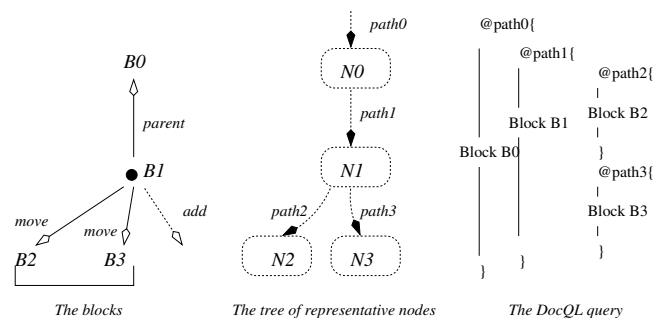 B0
parent
B1
move
move
add
B2
B3
The blocks
path0
N0
path1
N1
path2
path3
N2
N3
The tree of representative nodes
@path0{
@path1{
@path2{
Block B2
Block B1
Block B0
}
@path3{
Block B3
}
}
}
The DocQL query